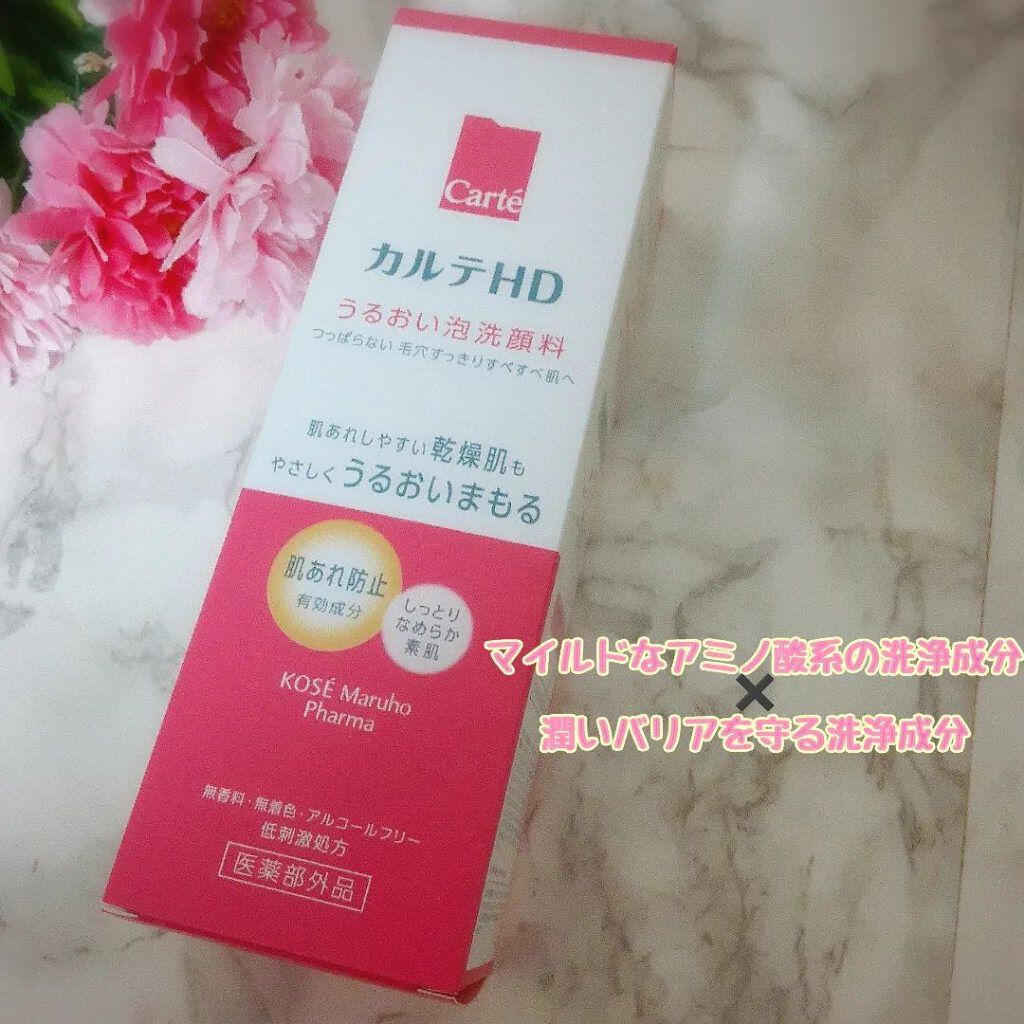 Carté
カルテHD
うるおい泡洗顔料
つっぱらない 毛穴すっきりすべすべ肌へ
肌あれしやすい乾燥肌も
やさしくうるおいまもる
肌あれ防止
有効成分
しっとり
なめらか
素肌
KOSÉ Maruho
Pharma
マイルドなアミノ酸系の洗浄成分
✖
潤いバリアを守る洗浄成分
無香料・無着色・アルコールフリー
低刺激処方
医薬部外品